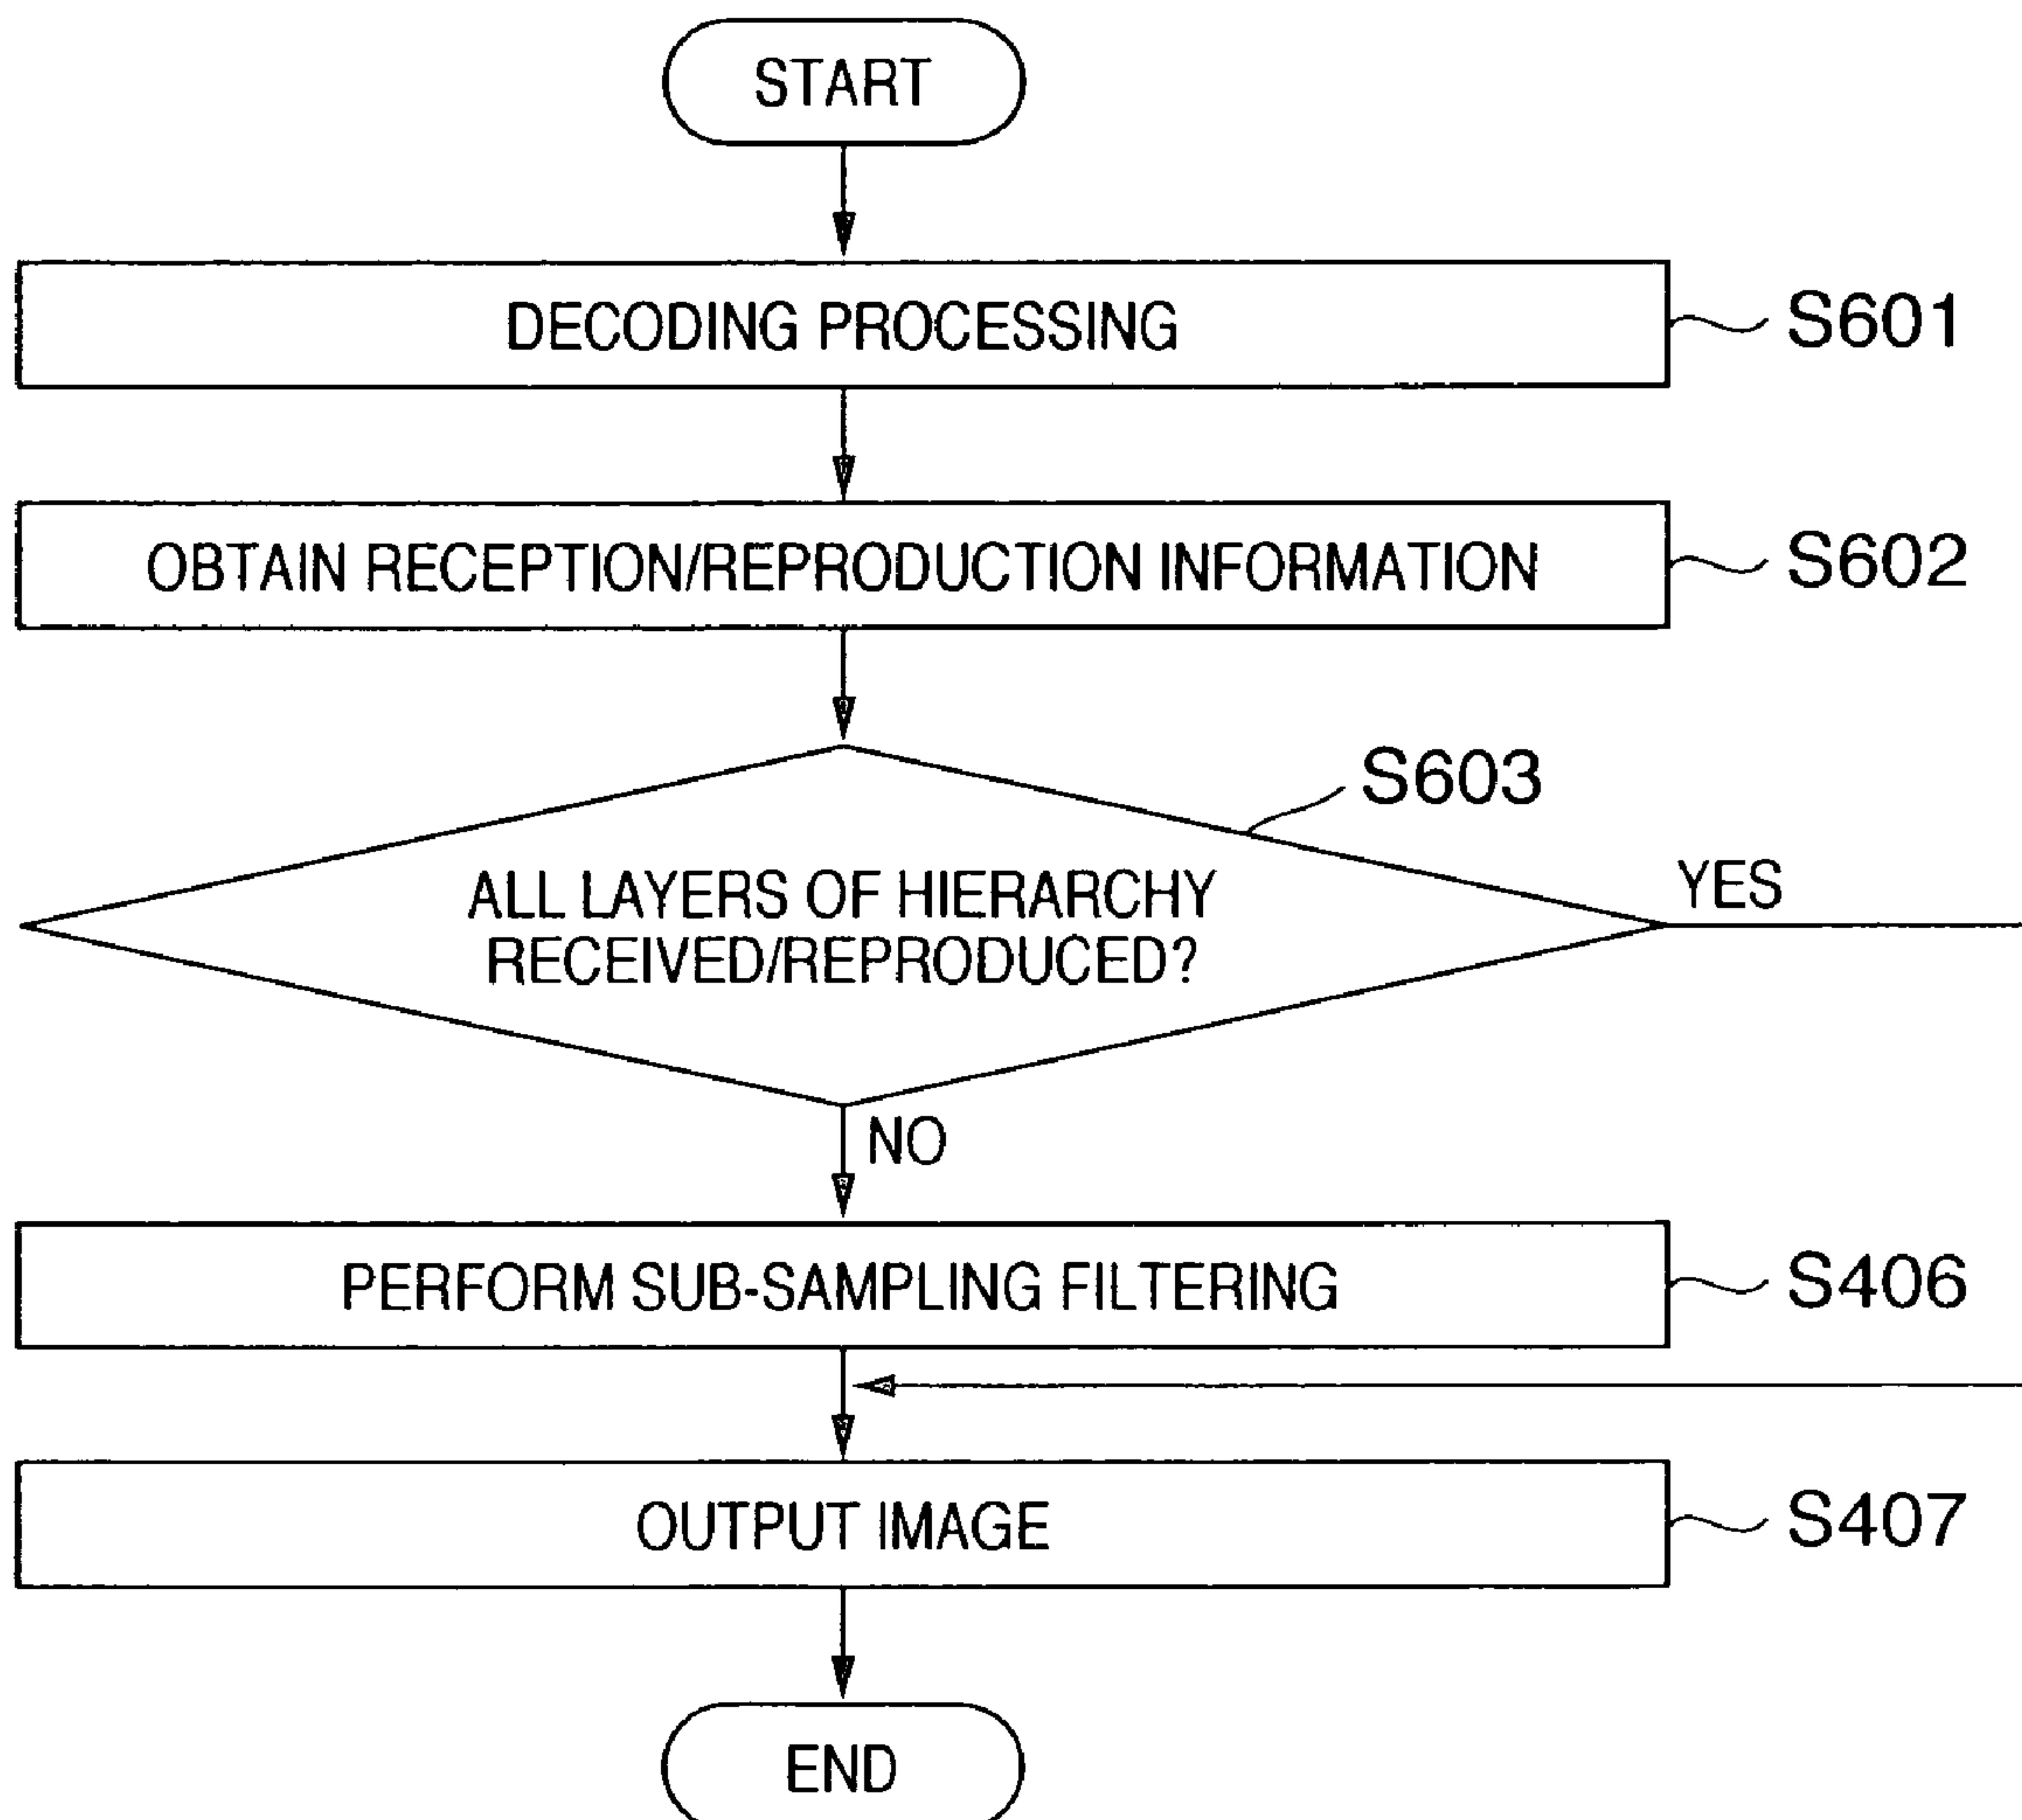 START
DECODING PROCESSING
S601
OBTAIN RECEPTION/REPRODUCTION INFORMATION
S602
S603
ALL LAYERS OF HIERARCHY
RECEIVED/REPRODUCED?
YES
NO
PERFORM SUB-SAMPLING FILTERING
S406
OUTPUT IMAGE
S407
END